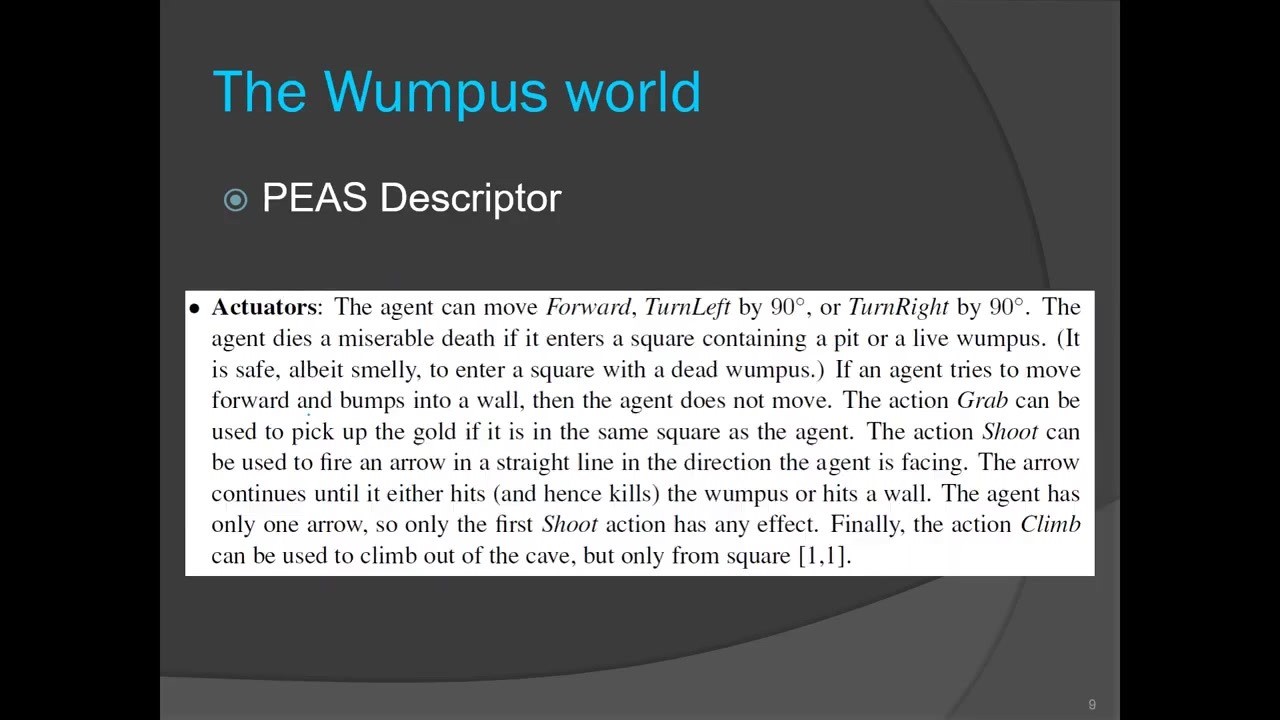 The Wumpus world
PEAS Descriptor
• Actuators: The agent can move Forward, TurnLeft by 90°, or TurnRight by 90°. The
agent dies a miserable death if it enters a square containing a pit or a live wumpus. (It
is safe, albeit smelly, to enter a square with a dead wumpus.) If an agent tries to move
forward and bumps into a wall, then the agent does not move. The action Grab can be
used to pick up the gold if it is in the same square as the agent. The action Shoot can
be used to fire an arrow in a straight line in the direction the agent is facing. The arrow
continues until it either hits (and hence kills) the wumpus or hits a wall. The agent has
only one arrow, so only the first Shoot action has any effect. Finally, the action Climb
can be used to climb out of the cave, but only from square [1,1].
9